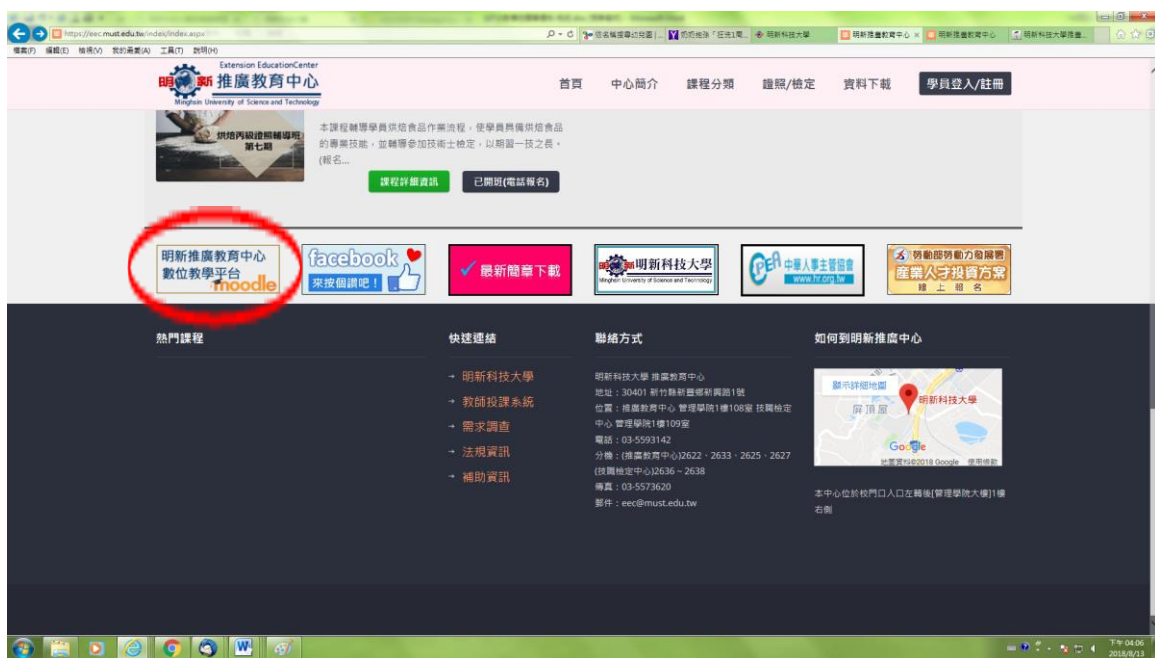 https://eec.must.edu.tw/index/index.aspx
明新科技大學
明新推廣教育中心
明新推廣教育中心
明新科技大學推廣...
檔案(F) 編輯(E) 檢視(V) 我的最愛(A) 工具(T) 說明(H)
Extension EducationCenter
明新 推廣教育中心
Minghsin University of Science and Technology
首頁 中心簡介 課程分類 證照/檢定 資料下載 學員登入/註冊
烘焙丙級證照輔導班
第七期
本課程輔導學員烘焙食品作業流程,使學員具備烘焙食品
的專業技能,並輔導參加技術士檢定,以期習一技之長。
(報名...
課程詳細資訊 已開班(電話報名)
明新推廣教育中心
數位教學平台
moodle
facebook
來按個讚吧!
最新簡章下載
明新科技大學
Minghsin University of Science and Technology
CPEA 中華人事主管協會
www.hr.org.tw
勞動部勞動力發展署
產業人才投資方案
線上報名
熱門課程
快速連結
→ 明新科技大學
→ 教師投課系統
→ 需求調查
→ 法規資訊
→ 補助資訊
聯絡方式
明新科技大學 推廣教育中心
地址:30401 新竹縣新豐鄉新興路1號
位置:推廣教育中心 管理學院1樓108室 技職檢定
中心 管理學院1樓109室
電話:03-5593142
分機:(推廣教育中心)2622、2633、2625、2627
(技職檢定中心)2636 ~ 2638
傳真:03-5573620
郵件:eec@must.edu.tw
如何到明新推廣中心
顯示詳細地圖
屏頂屋
明新科技大學
Google
地圖資料©2018 Google 使用條款
本中心位於校門口入口左轉後[管理學院大樓]1樓
右側
下午 04:06
2018/8/13